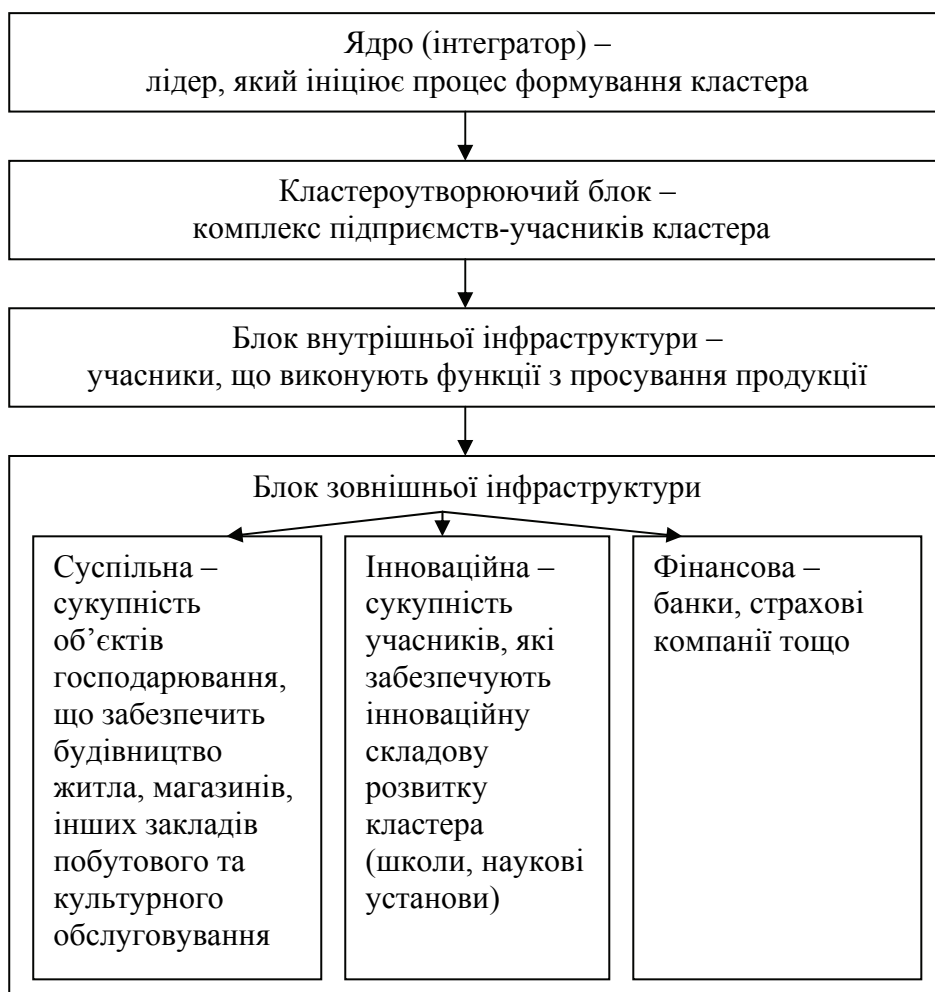 Ядро (інтегратор) –
лідер, який ініціює процес формування кластера
Кластероутворюючий блок –
комплекс підприємств-учасників кластера
Блок внутрішньої інфраструктури –
учасники, що виконують функції з просування продукції
Блок зовнішньої інфраструктури
Суспільна –
сукупність
об’єктів
господарювання,
що забезпечить
будівництво
житла, магазинів,
інших закладів
побутового та
культурного
обслуговування
Інноваційна –
сукупність
учасників, які
забезпечують
інноваційну
складову
розвитку
кластера
(школи, наукові
установи)
Фінансова –
банки, страхові
компанії тощо